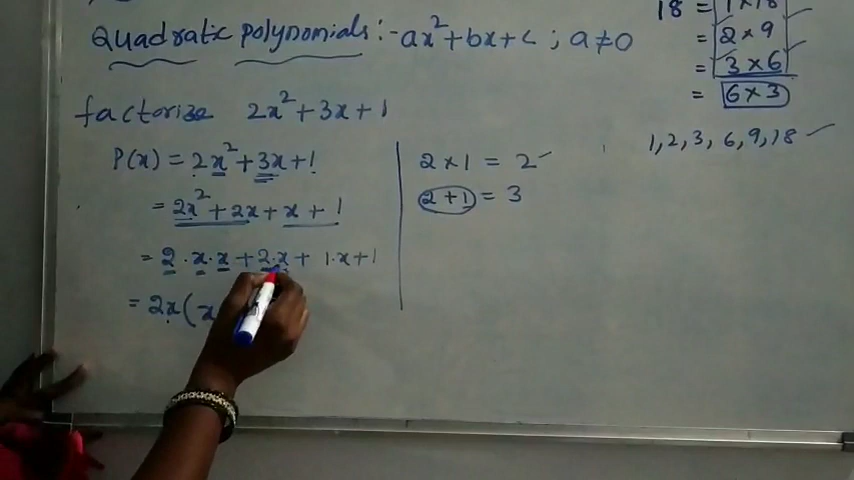 Quadratic polynomials:- ax² + bx + c ; a ≠ 0
factorize 2x² + 3x + 1
P(x) = 2x² + 3x + 1
= 2x² + 2x + x + 1
= 2·x·x + 2·x + 1·x + 1
= 2x(x
2 × 1 = 2
2 + 1 = 3
18 = 1 × 18
= 2 × 9
= 3 × 6
= 6 × 3
1, 2, 3, 6, 9, 18